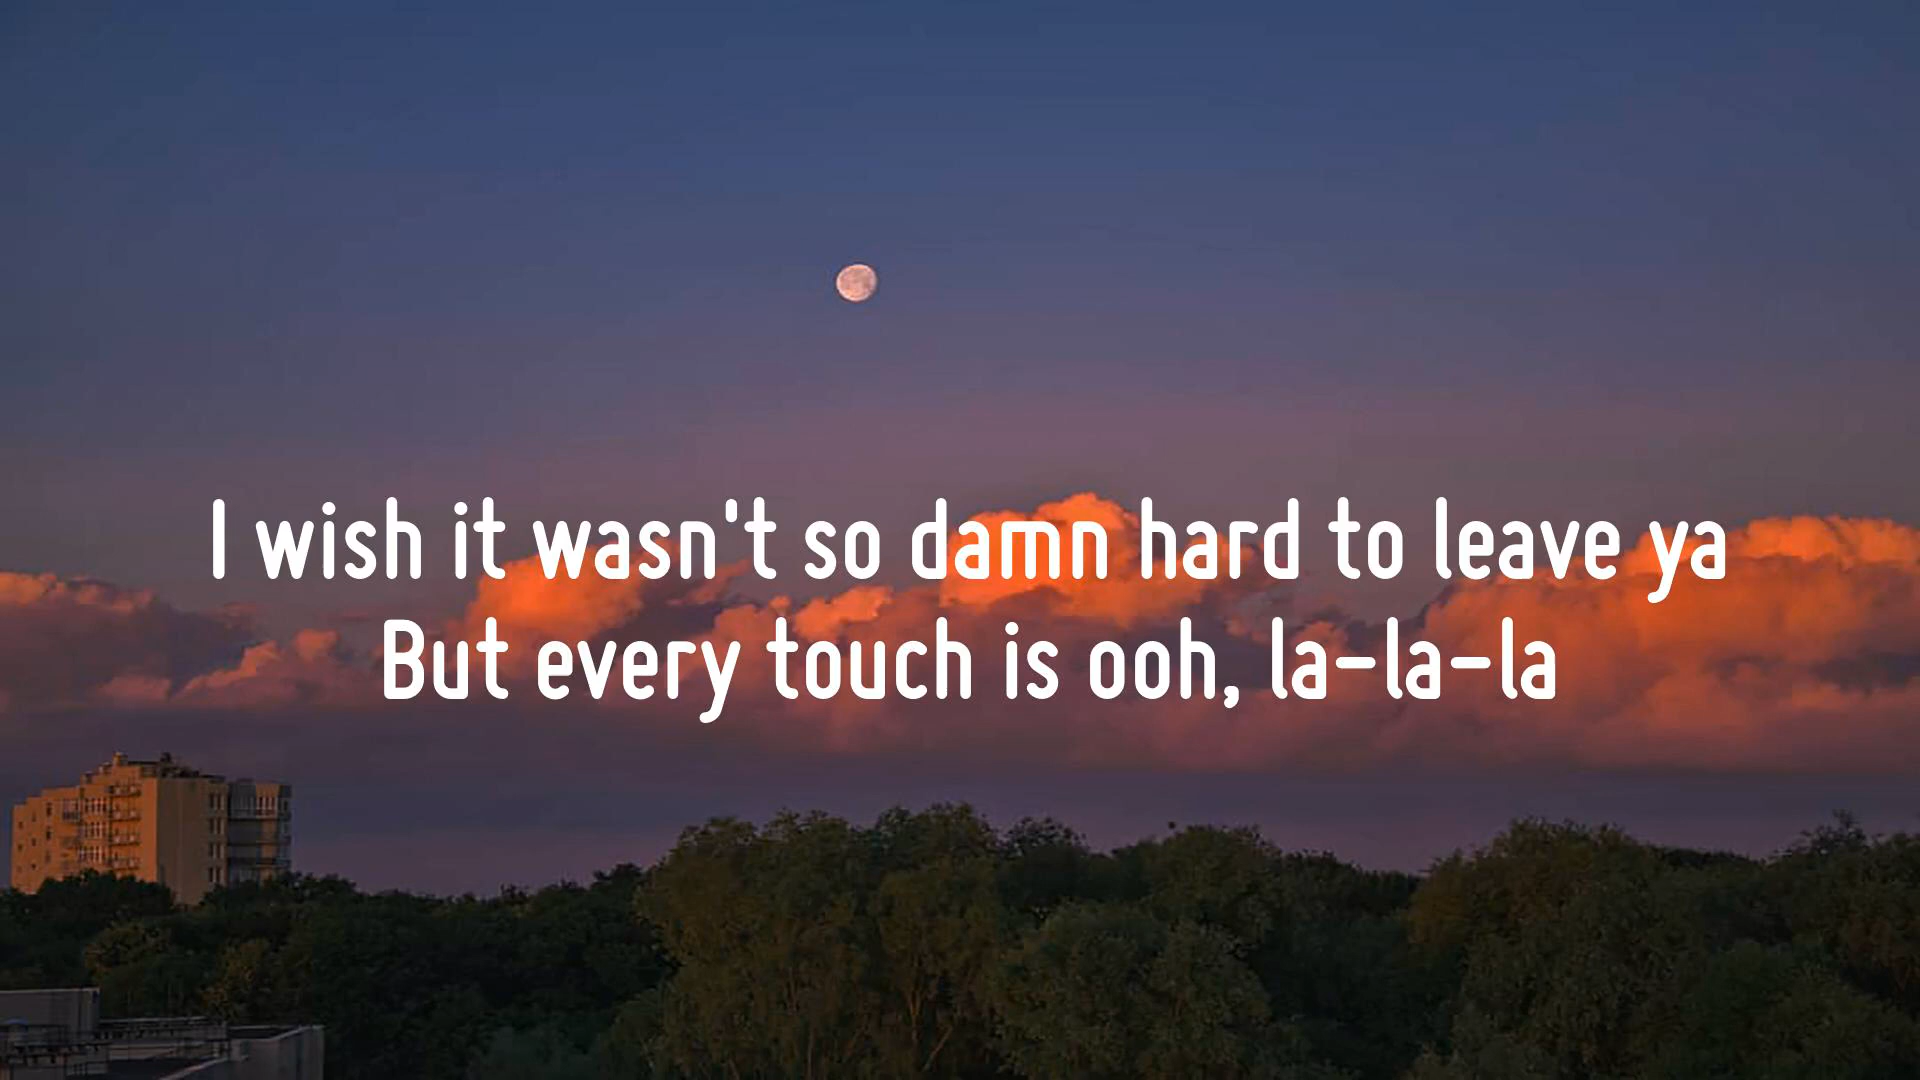 I wish it wasn't so damn hard to leave ya
But every touch is ooh, la-la-la